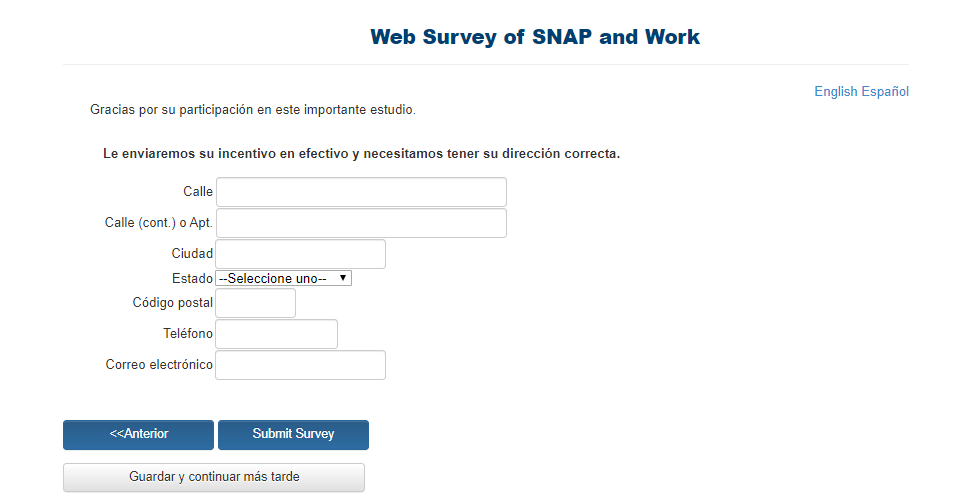 Web Survey of SNAP and Work
English Español
Gracias por su participación en este importante estudio.
Le enviaremos su incentivo en efectivo y necesitamos tener su dirección correcta.
Calle
Calle (cont.) o Apt.
Ciudad
Estado --Seleccione uno--
Código postal
Teléfono
Correo electrónico
<<Anterior Submit Survey
Guardar y continuar más tarde